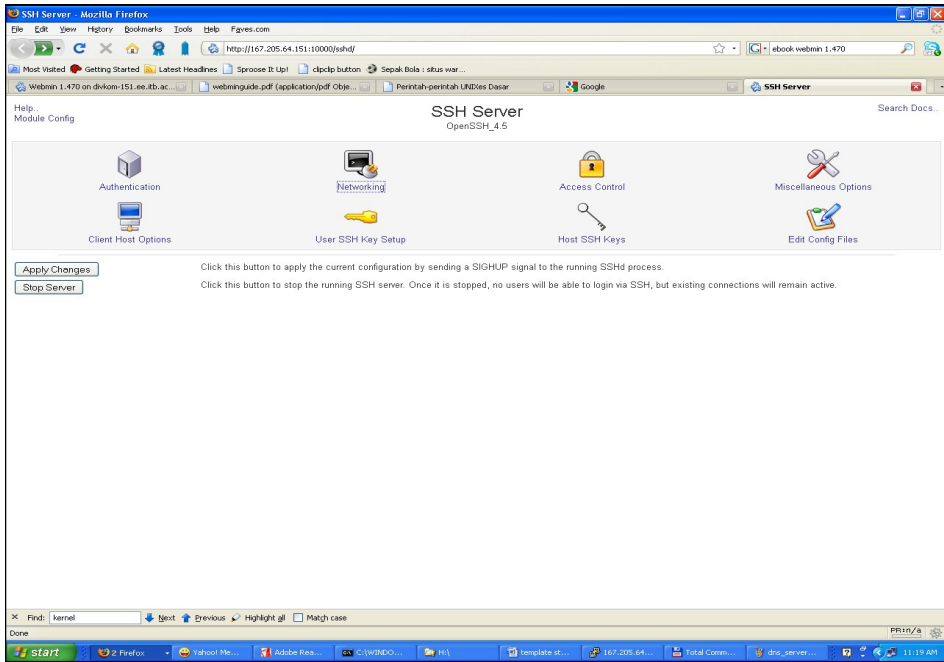 SSH Server - Mozilla Firefox
File Edit View History Bookmarks Tools Help Faves.com
http://167.205.64.151:10000/sshd/
ebook webmin 1.470
Most Visited Getting Started Latest Headlines Sproose It Up! clipclip button Sepak Bola : situs war...
Webmin 1.470 on divkom-151.ee.itb.ac... webminguide.pdf (application/pdf Obje... Perintah-perintah UNIXes Dasar Google SSH Server
Help..
Module Config
SSH Server
OpenSSH_4.5
Search Docs..
Authentication Networking Access Control Miscellaneous Options
Client Host Options User SSH Key Setup Host SSH Keys Edit Config Files
Apply Changes Click this button to apply the current configuration by sending a SIGHUP signal to the running SSHd process.
Stop Server Click this button to stop the running SSH server. Once it is stopped, no users will be able to login via SSH, but existing connections will remain active.
Find: kernel Next Previous Highlight all Match case
Done PR:n/a
start 2 Firefox Yahoo! Me... Adobe Rea... C:\WINDO... H:\ template st... 167.205.64... Total Comm... dns_server... 11:19 AM